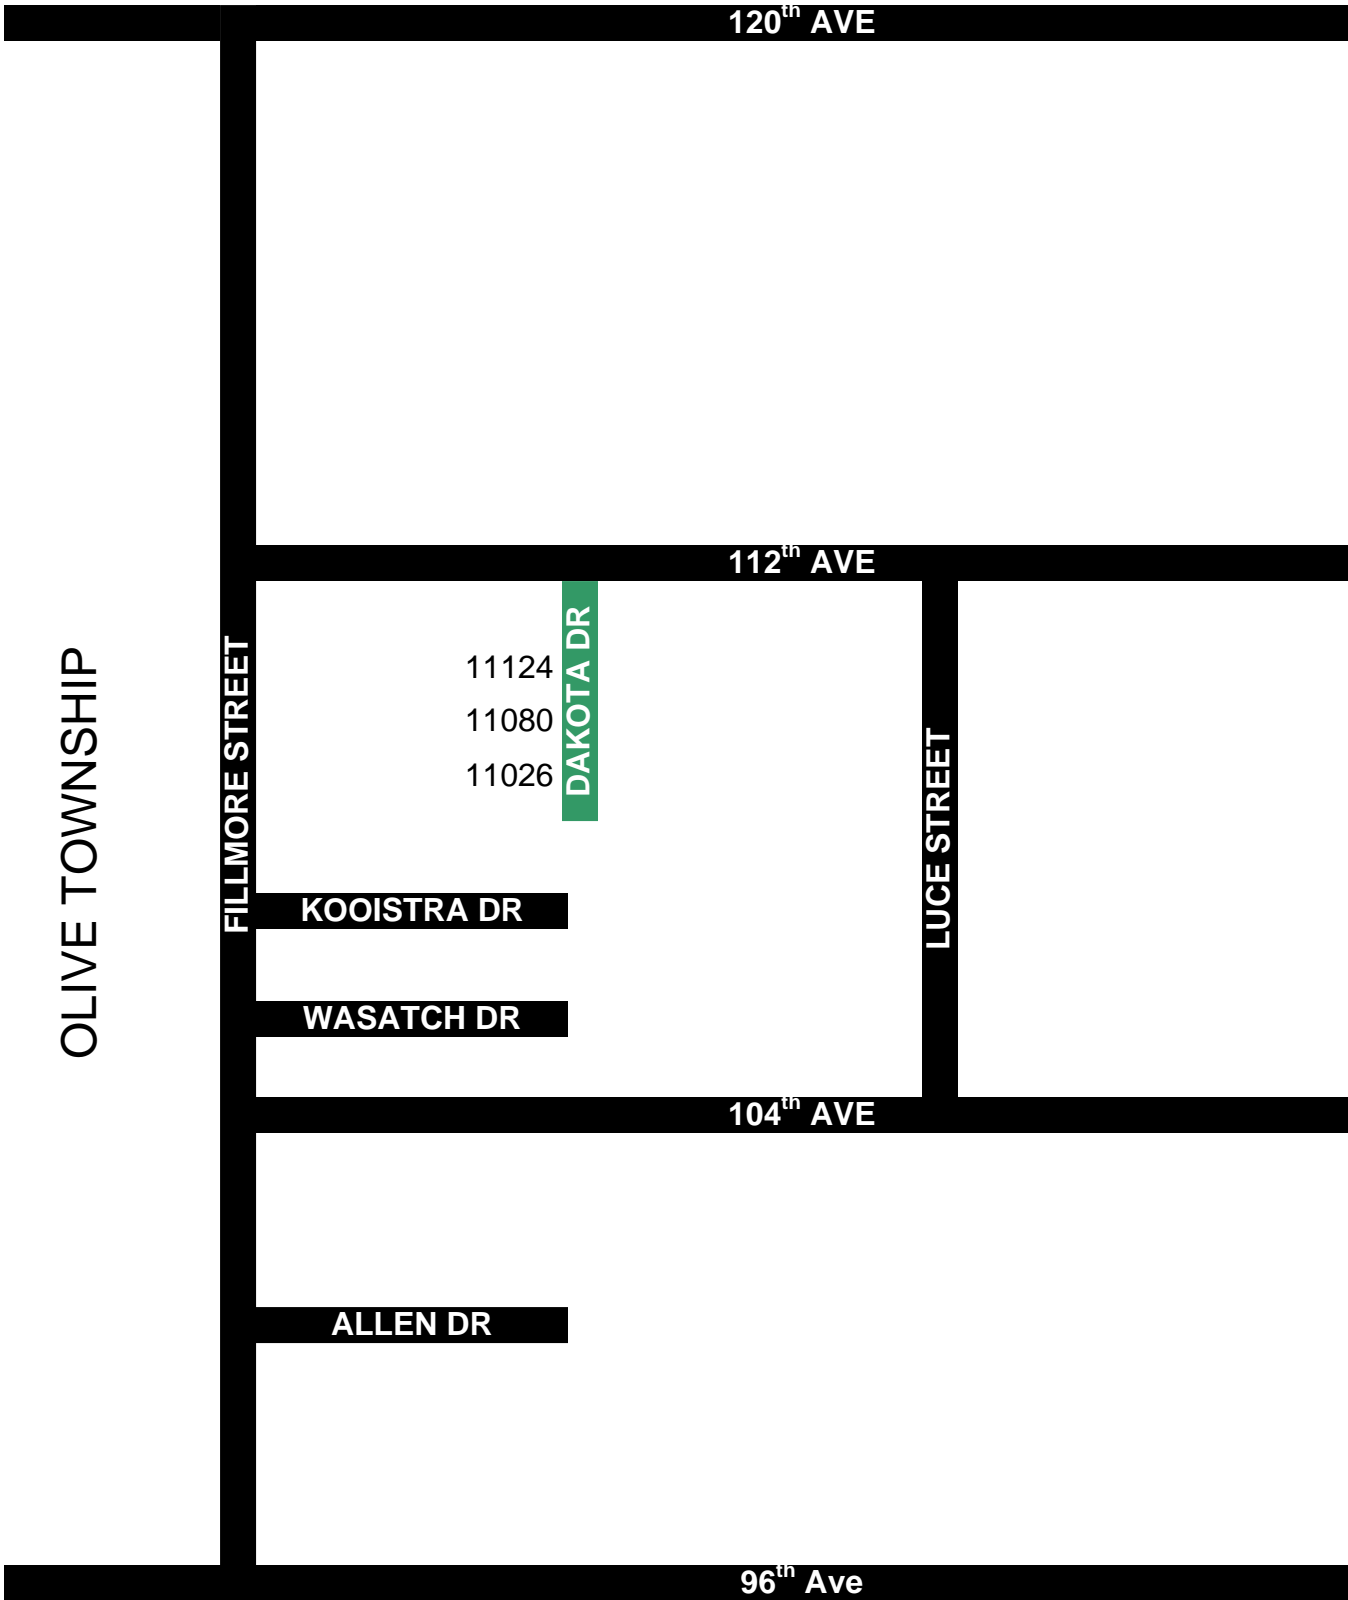 120th AVE
112th AVE
DAKOTA DR
11124
11080
11026
OLIVE TOWNSHIP
FILLMORE STREET
LUCE STREET
KOOISTRA DR
WASATCH DR
104th AVE
ALLEN DR
96th Ave